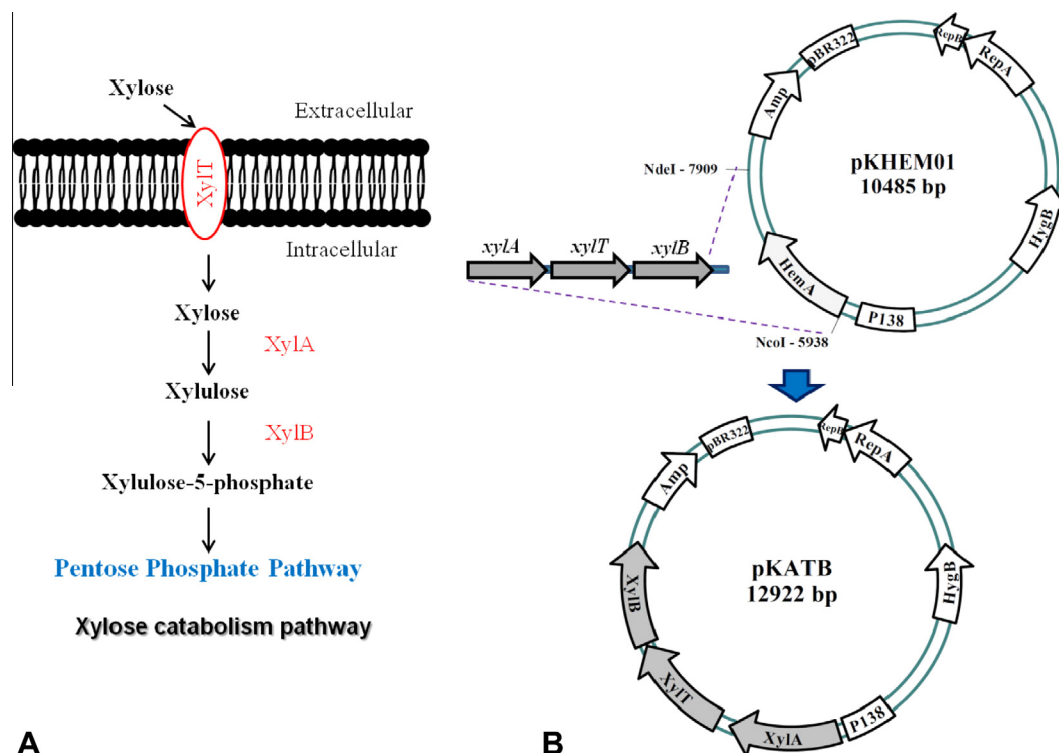 Xylose
Extracellular
XylT
Intracellular
Xylose
XylA
Xylulose
XylB
Xylulose-5-phosphate
Pentose Phosphate Pathway
Xylose catabolism pathway
A
pBR322
RepB
RepA
Amp
pKHEM01
10485 bp
NdeI - 7909
HygB
xylA xylT xylB
HemA
P138
NcoI - 5938
pBR322
RepB
RepA
Amp
pKATB
12922 bp
HygB
XylB
XylT
XylA
P138
B